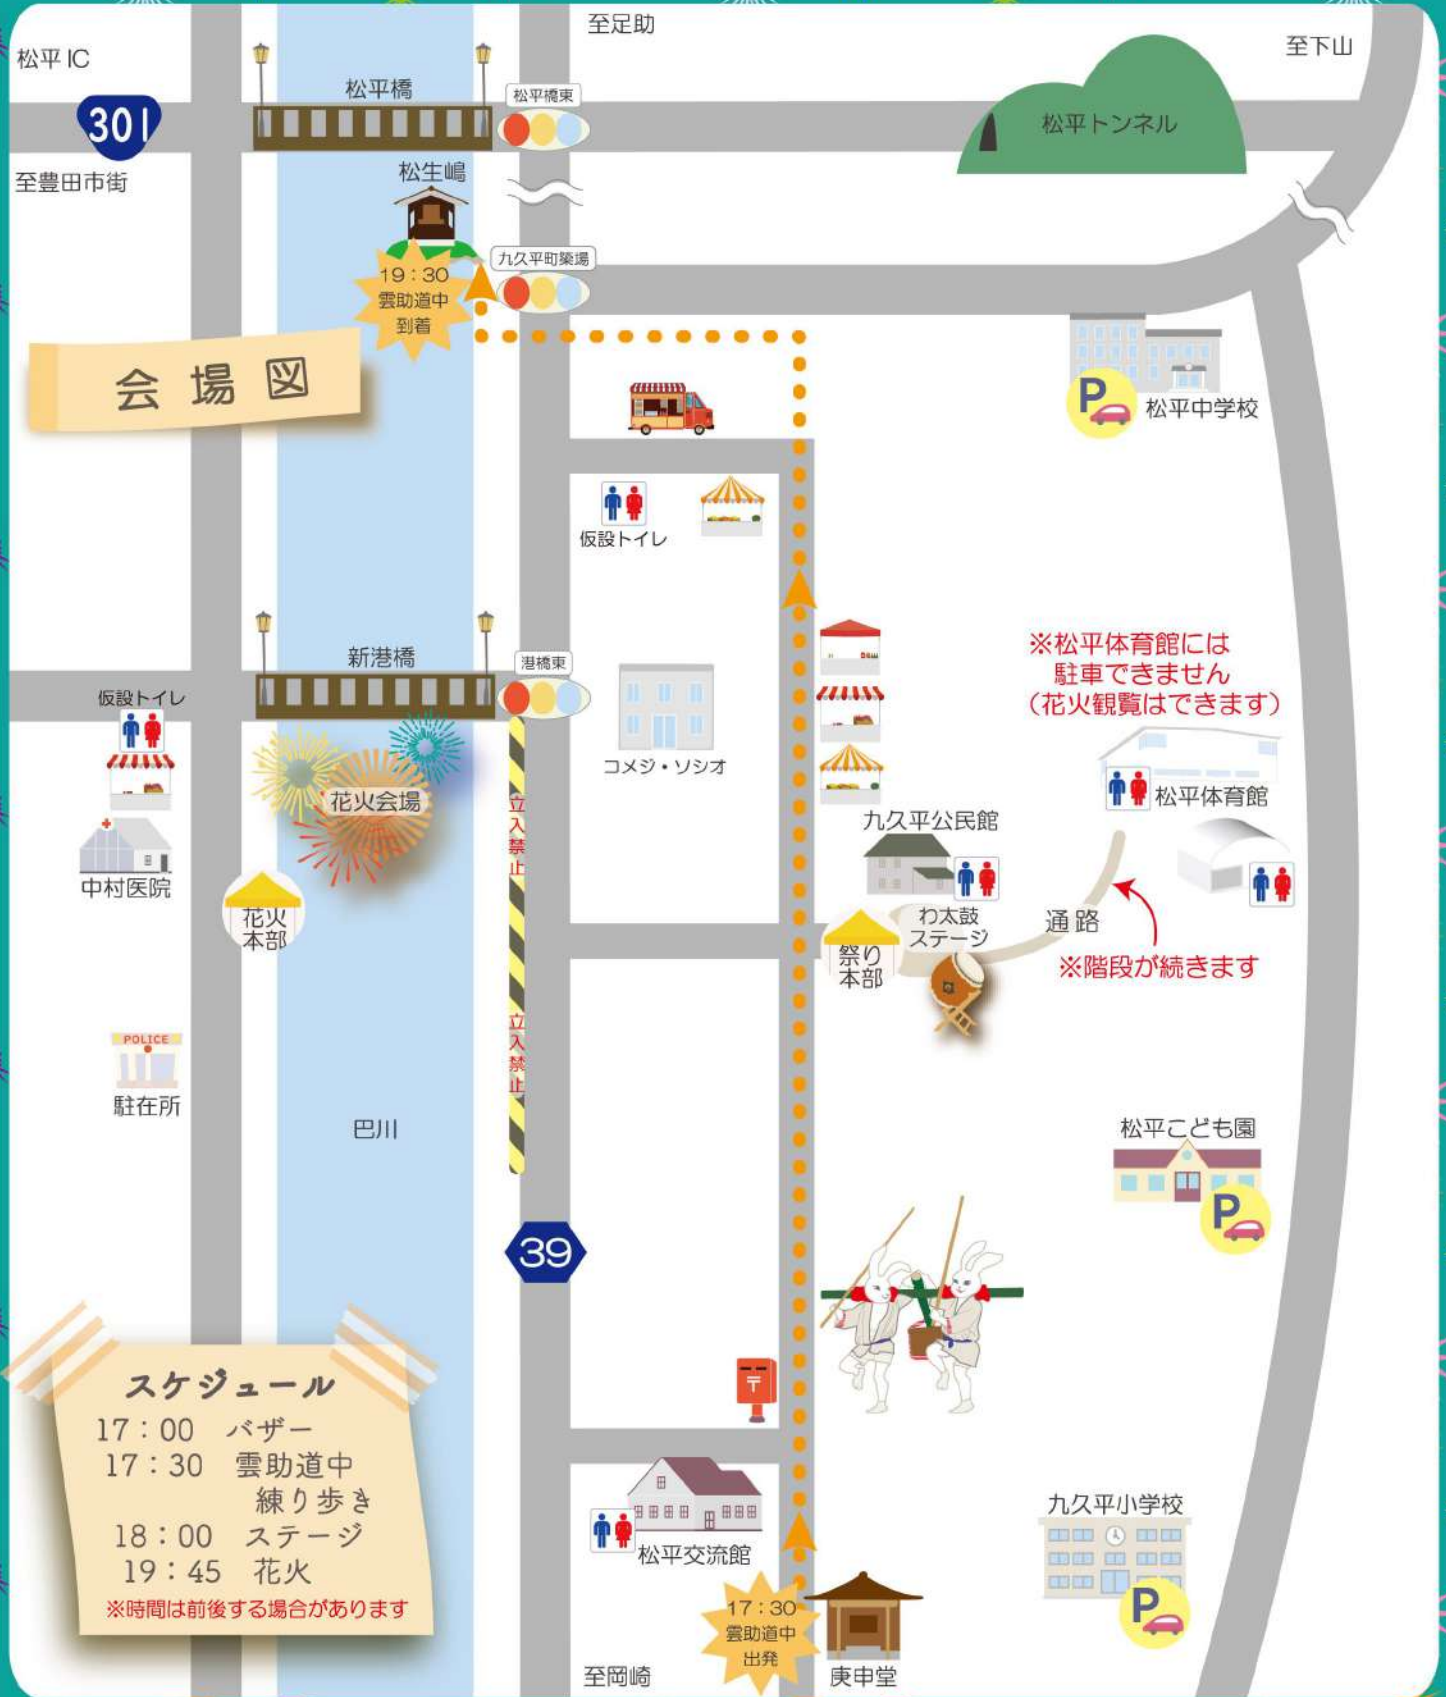 至足助
松平 IC
至下山
301
松平橋
松平橋東
松平トンネル
至豊田市街
松生嶋
九久平町築場
19：30
雲助道中
到着
会場図
P
松平中学校
仮設トイレ
新港橋
港橋東
※松平体育館には
駐車できません
（花火観覧はできます）
仮設トイレ
コメジ・ソシオ
花火会場
立入禁止
松平体育館
九久平公民館
中村医院
花火
本部
わ太鼓
ステージ
通路
祭り
本部
※階段が続きます
立入禁止
POLICE
駐在所
巴川
松平こども園
P
39
スケジュール
17：00 バザー
17：30 雲助道中
練り歩き
18：00 ステージ
19：45 花火
※時間は前後する場合があります
〒
松平交流館
九久平小学校
P
17：30
雲助道中
出発
至岡崎
庚申堂